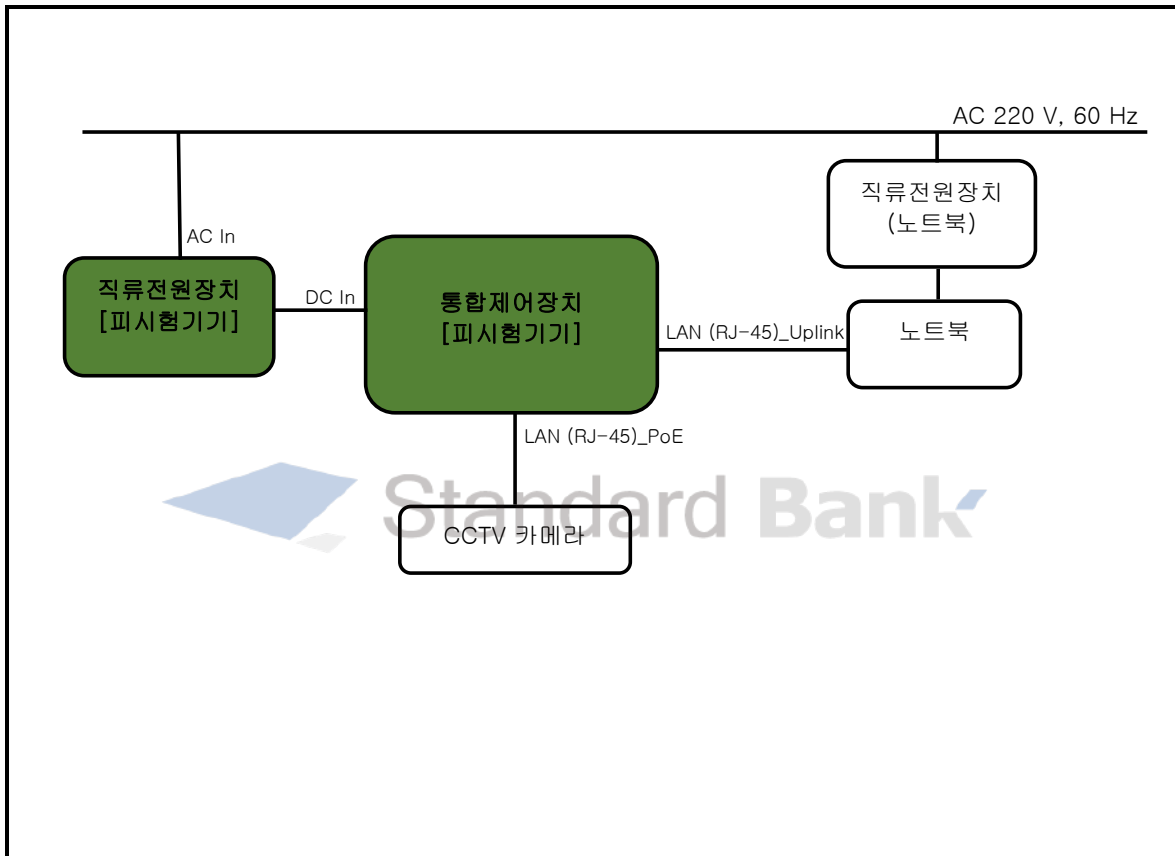 AC 220 V, 60 Hz
직류전원장치
(노트북)
AC In
직류전원장치
[피시험기기]
DC In
통합제어장치
[피시험기기]
LAN (RJ-45)_Uplink
노트북
LAN (RJ-45)_PoE
Standard Bank
CCTV 카메라